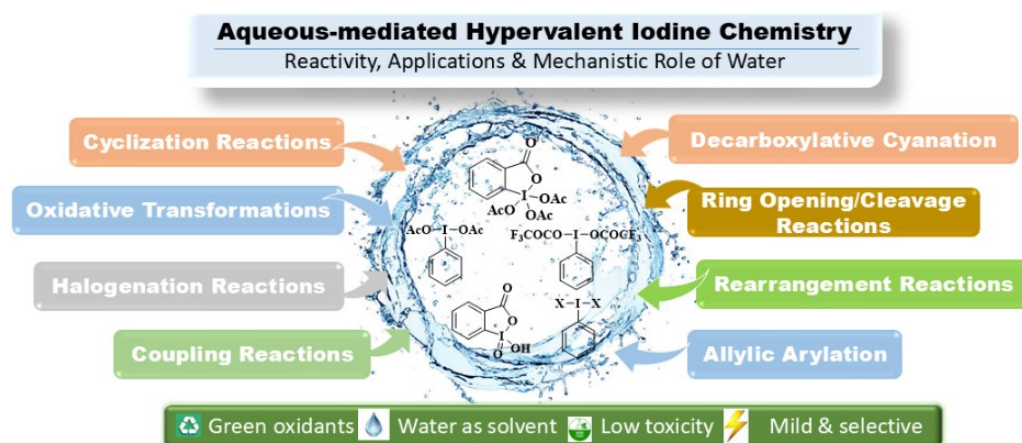 Aqueous-mediated Hypervalent Iodine Chemistry
Reactivity, Applications & Mechanistic Role of Water
Cyclization Reactions
Decarboxylative Cyanation
Oxidative Transformations
Ring Opening/Cleavage
Reactions
Halogenation Reactions
Rearrangement Reactions
Coupling Reactions
Allylic Arylation
O
O
I
OAc
AcO
OAc
AcO I OAc
F₃COCO I OCOCF₃
O
O
I
OH
O
X I X
Green oxidants
Water as solvent
Low toxicity
Mild & selective